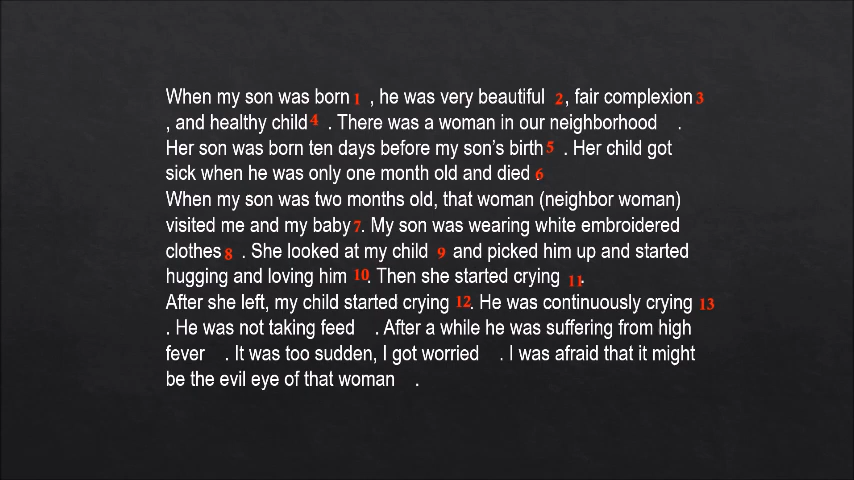 When my son was born 1 , he was very beautiful 2 , fair complexion 3
, and healthy child 4 . There was a woman in our neighborhood .
Her son was born ten days before my son's birth 5 . Her child got
sick when he was only one month old and died 6.
When my son was two months old, that woman (neighbor woman)
visited me and my baby 7. My son was wearing white embroidered
clothes 8 . She looked at my child 9 and picked him up and started
hugging and loving him 10. Then she started crying 11.
After she left, my child started crying 12. He was continuously crying 13
. He was not taking feed . After a while he was suffering from high
fever . It was too sudden, I got worried . I was afraid that it might
be the evil eye of that woman .